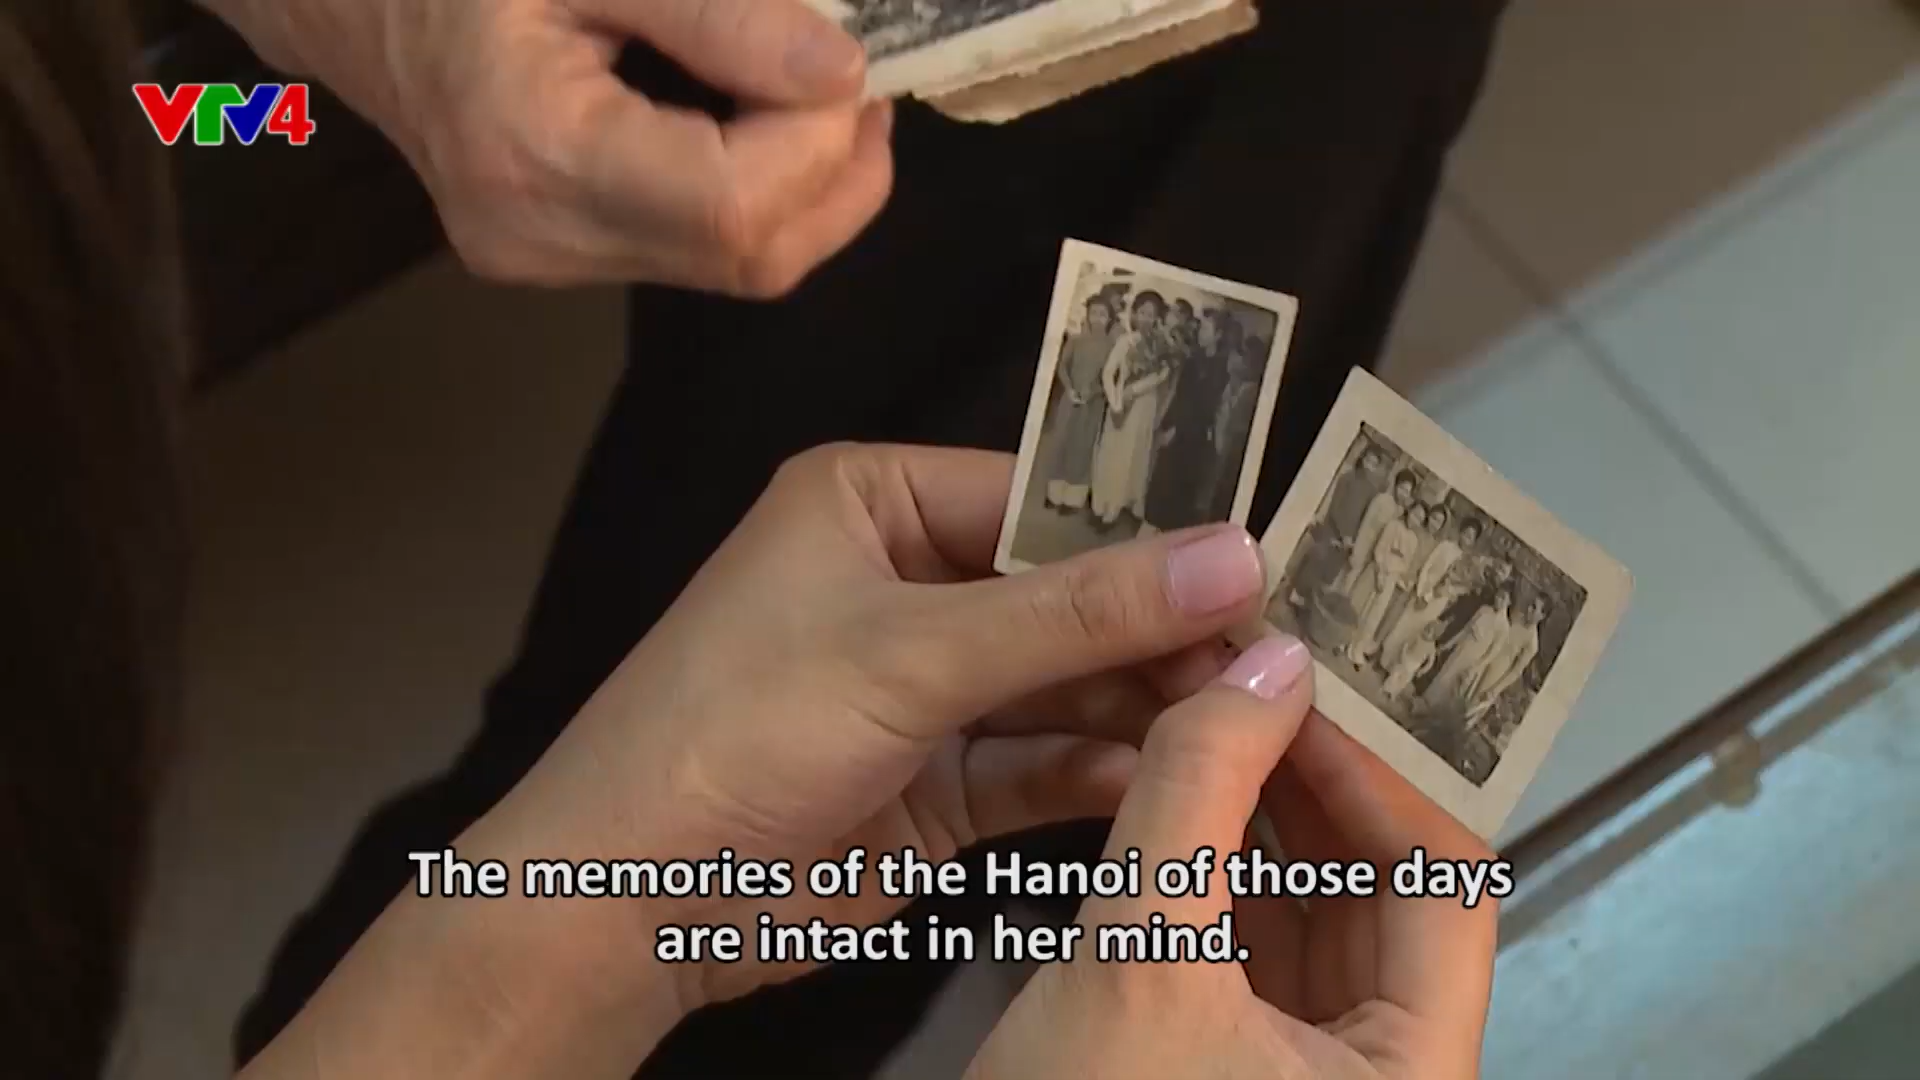 VTV4
The memories of the Hanoi of those days
are intact in her mind.